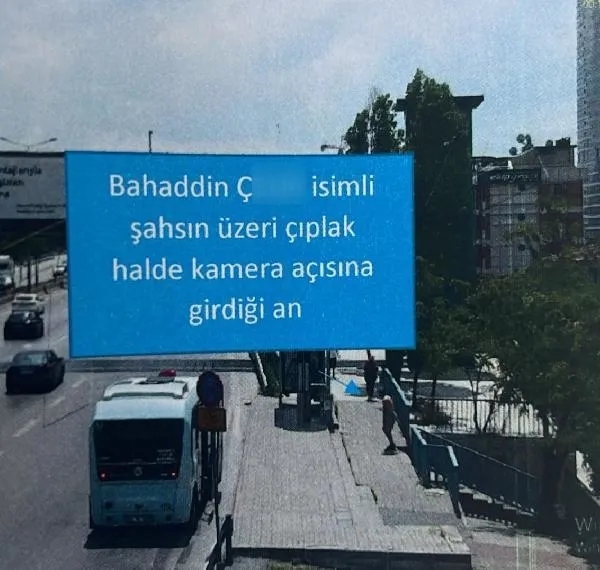 Bahaddin Ç isimli
şahsın üzeri çıplak
halde kamera açısına
girdiği an